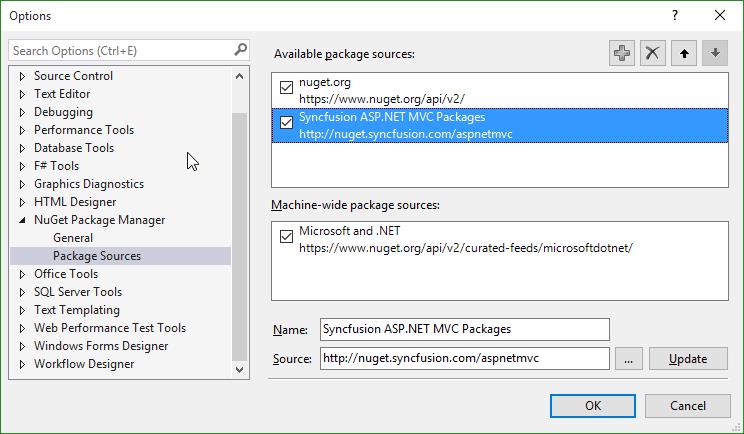 Options
Search Options (Ctrl+E)
Source Control
Text Editor
Debugging
Performance Tools
Database Tools
F# Tools
Graphics Diagnostics
HTML Designer
NuGet Package Manager
General
Package Sources
Office Tools
SQL Server Tools
Text Templating
Web Performance Test Tools
Windows Forms Designer
Workflow Designer
Available package sources:
nuget.org
https://www.nuget.org/api/v2/
Syncfusion ASP.NET MVC Packages
http://nuget.syncfusion.com/aspnetmvc
Machine-wide package sources:
Microsoft and .NET
https://www.nuget.org/api/v2/curated-feeds/microsoftdotnet/
Name: Syncfusion ASP.NET MVC Packages
Source: http://nuget.syncfusion.com/aspnetmvc ... Update
OK Cancel